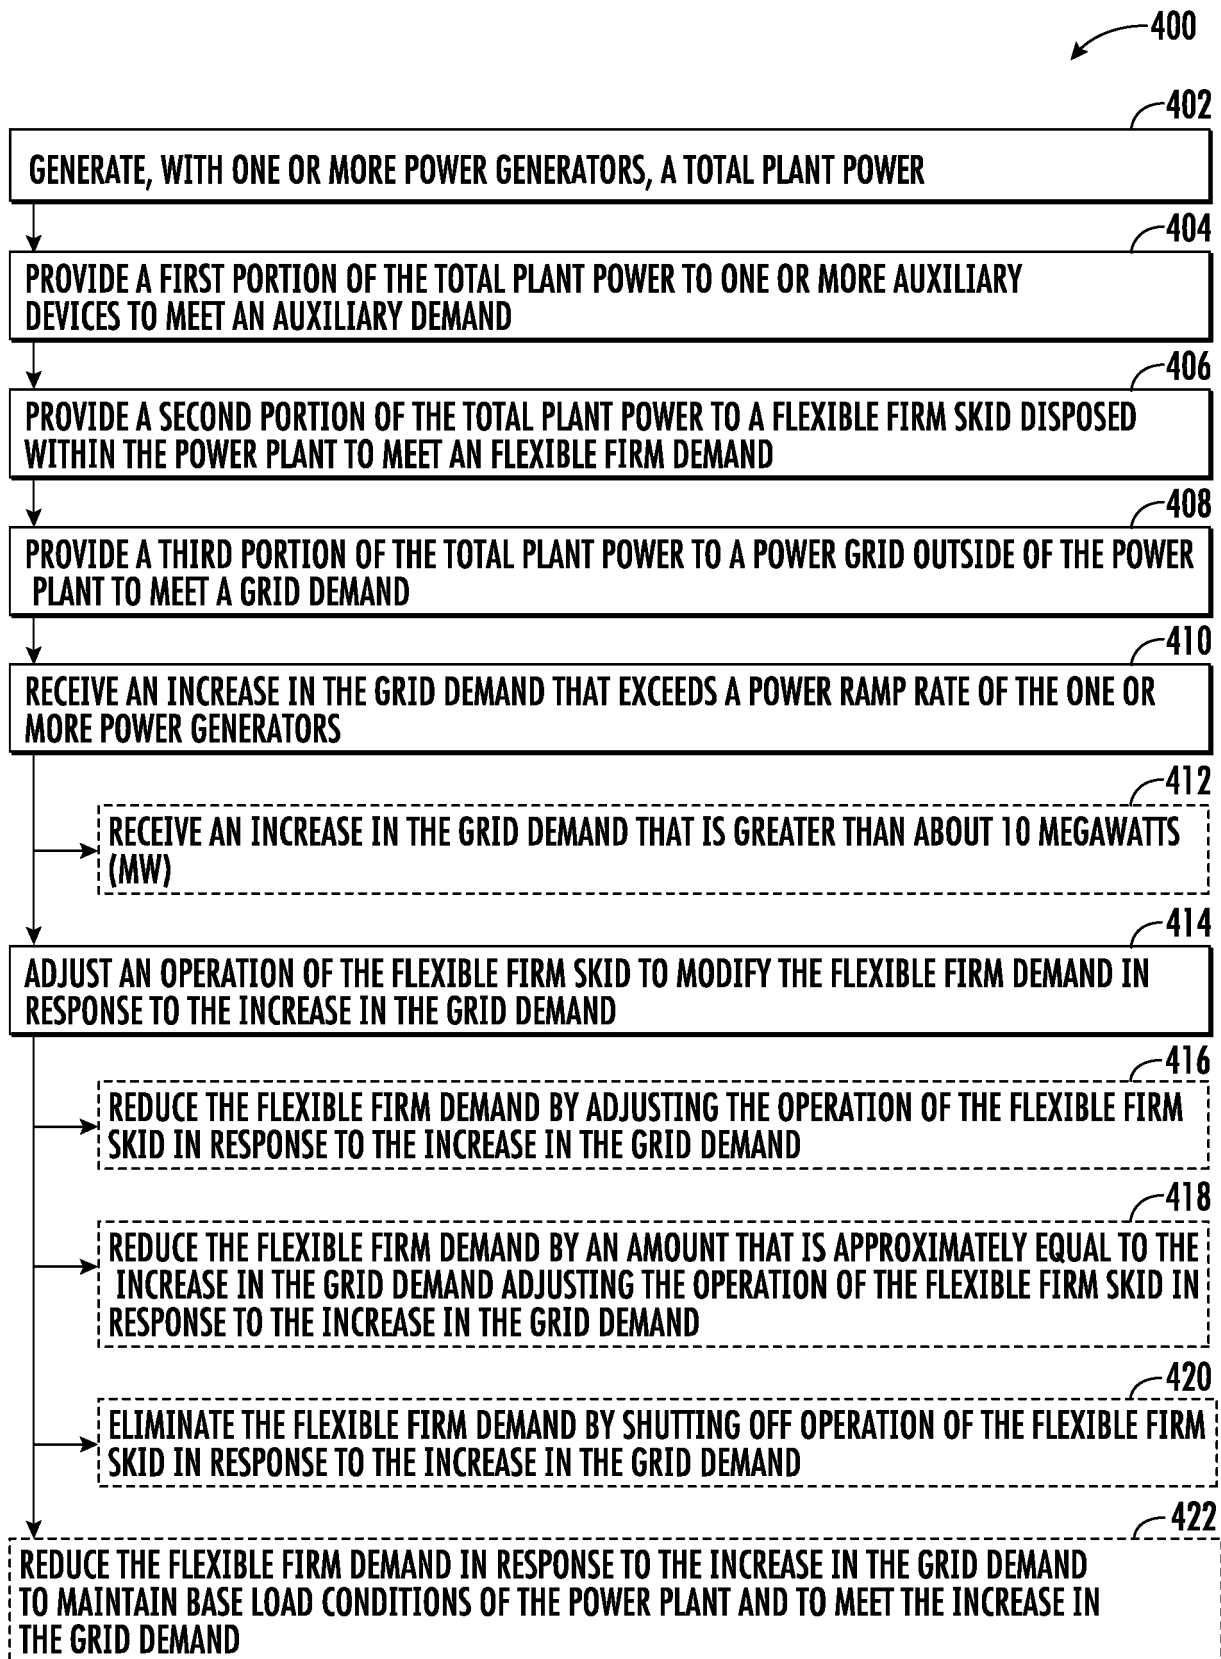 400
402
GENERATE, WITH ONE OR MORE POWER GENERATORS, A TOTAL PLANT POWER
404
PROVIDE A FIRST PORTION OF THE TOTAL PLANT POWER TO ONE OR MORE AUXILIARY
DEVICES TO MEET AN AUXILIARY DEMAND
406
PROVIDE A SECOND PORTION OF THE TOTAL PLANT POWER TO A FLEXIBLE FIRM SKID DISPOSED
WITHIN THE POWER PLANT TO MEET AN FLEXIBLE FIRM DEMAND
408
PROVIDE A THIRD PORTION OF THE TOTAL PLANT POWER TO A POWER GRID OUTSIDE OF THE POWER
PLANT TO MEET A GRID DEMAND
410
RECEIVE AN INCREASE IN THE GRID DEMAND THAT EXCEEDS A POWER RAMP RATE OF THE ONE OR
MORE POWER GENERATORS
412
RECEIVE AN INCREASE IN THE GRID DEMAND THAT IS GREATER THAN ABOUT 10 MEGAWATTS
(MW)
414
ADJUST AN OPERATION OF THE FLEXIBLE FIRM SKID TO MODIFY THE FLEXIBLE FIRM DEMAND IN
RESPONSE TO THE INCREASE IN THE GRID DEMAND
416
REDUCE THE FLEXIBLE FIRM DEMAND BY ADJUSTING THE OPERATION OF THE FLEXIBLE FIRM
SKID IN RESPONSE TO THE INCREASE IN THE GRID DEMAND
418
REDUCE THE FLEXIBLE FIRM DEMAND BY AN AMOUNT THAT IS APPROXIMATELY EQUAL TO THE
INCREASE IN THE GRID DEMAND ADJUSTING THE OPERATION OF THE FLEXIBLE FIRM SKID IN
RESPONSE TO THE INCREASE IN THE GRID DEMAND
420
ELIMINATE THE FLEXIBLE FIRM DEMAND BY SHUTTING OFF OPERATION OF THE FLEXIBLE FIRM
SKID IN RESPONSE TO THE INCREASE IN THE GRID DEMAND
422
REDUCE THE FLEXIBLE FIRM DEMAND IN RESPONSE TO THE INCREASE IN THE GRID DEMAND
TO MAINTAIN BASE LOAD CONDITIONS OF THE POWER PLANT AND TO MEET THE INCREASE IN
THE GRID DEMAND